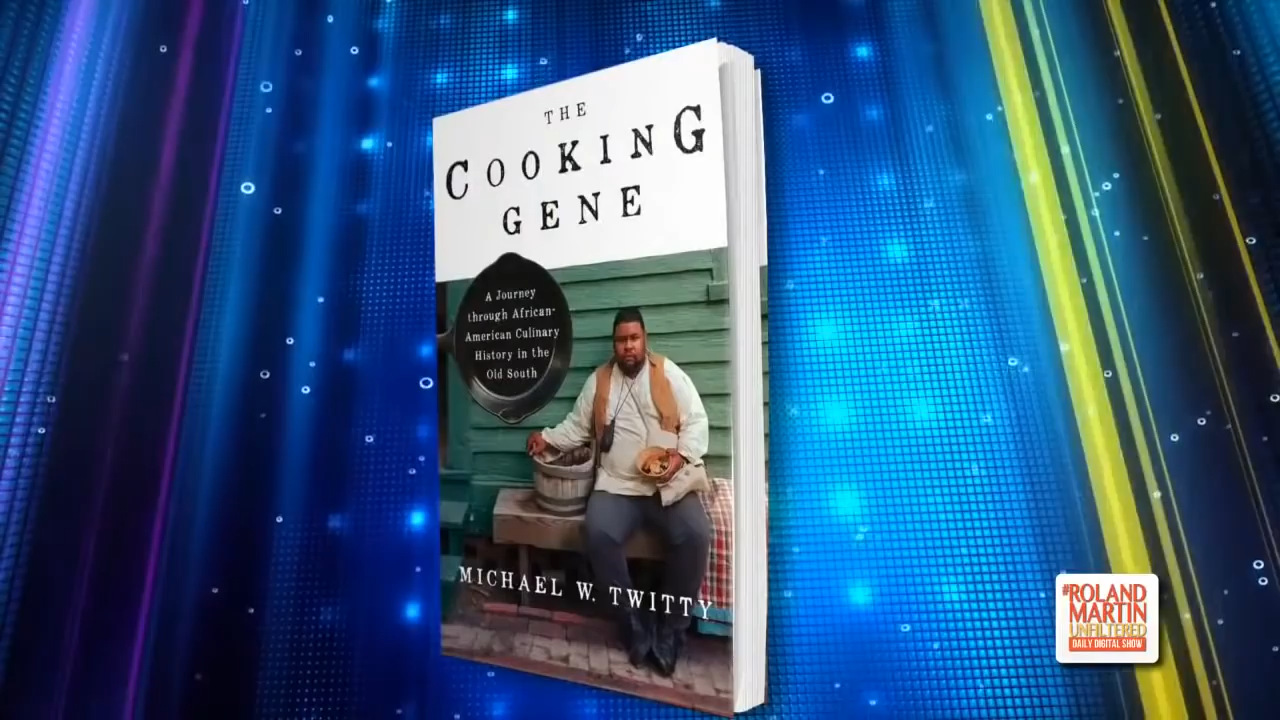 THE
COOKING
GENE
A Journey
through African-
American Culinary
History in the
Old South
MICHAEL W. TWITTY
#ROLAND
MARTIN
UNFILTERED
DAILY DIGITAL SHOW